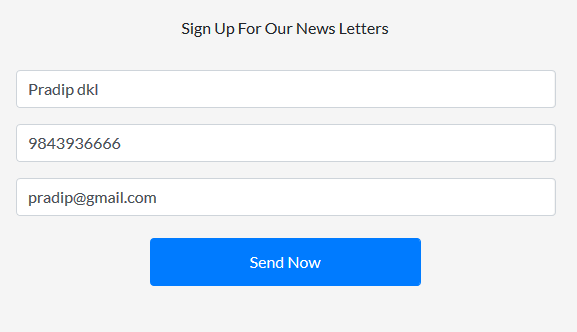 Sign Up For Our News Letters
Pradip dkl
9843936666
pradip@gmail.com
Send Now